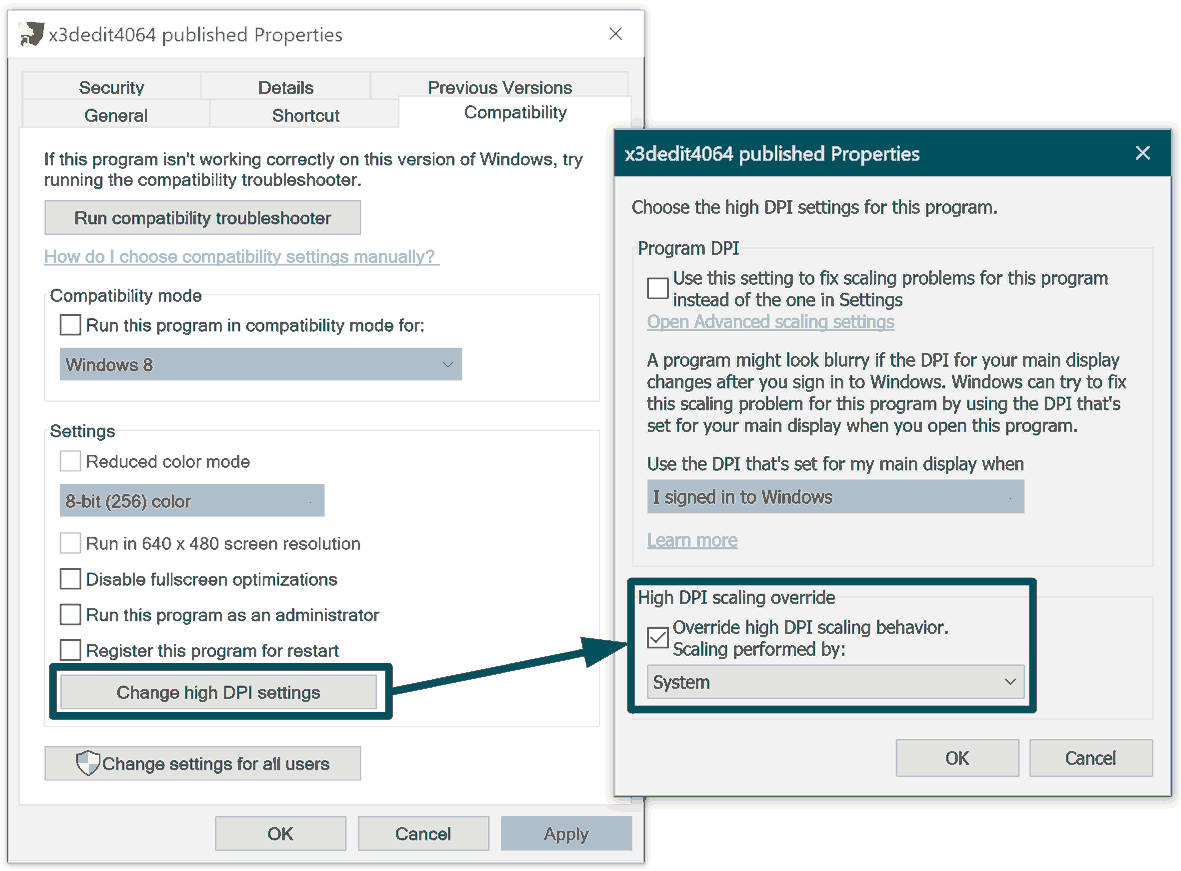 x3dedit4064 published Properties
Security
Details
Previous Versions
General
Shortcut
Compatibility
If this program isn't working correctly on this version of Windows, try
running the compatibility troubleshooter.
Run compatibility troubleshooter
How do I choose compatibility settings manually?
Compatibility mode
Run this program in compatibility mode for:
Windows 8
Settings
Reduced color mode
8-bit (256) color
Run in 640 x 480 screen resolution
Disable fullscreen optimizations
Run this program as an administrator
Register this program for restart
Change high DPI settings
Change settings for all users
OK
Cancel
Apply
x3dedit4064 published Properties
Choose the high DPI settings for this program.
Program DPI
Use this setting to fix scaling problems for this program
instead of the one in Settings
Open Advanced scaling settings
A program might look blurry if the DPI for your main display
changes after you sign in to Windows. Windows can try to fix
this scaling problem for this program by using the DPI that's
set for your main display when you open this program.
Use the DPI that's set for my main display when
I signed in to Windows
Learn more
High DPI scaling override
Override high DPI scaling behavior.
Scaling performed by:
System
OK
Cancel